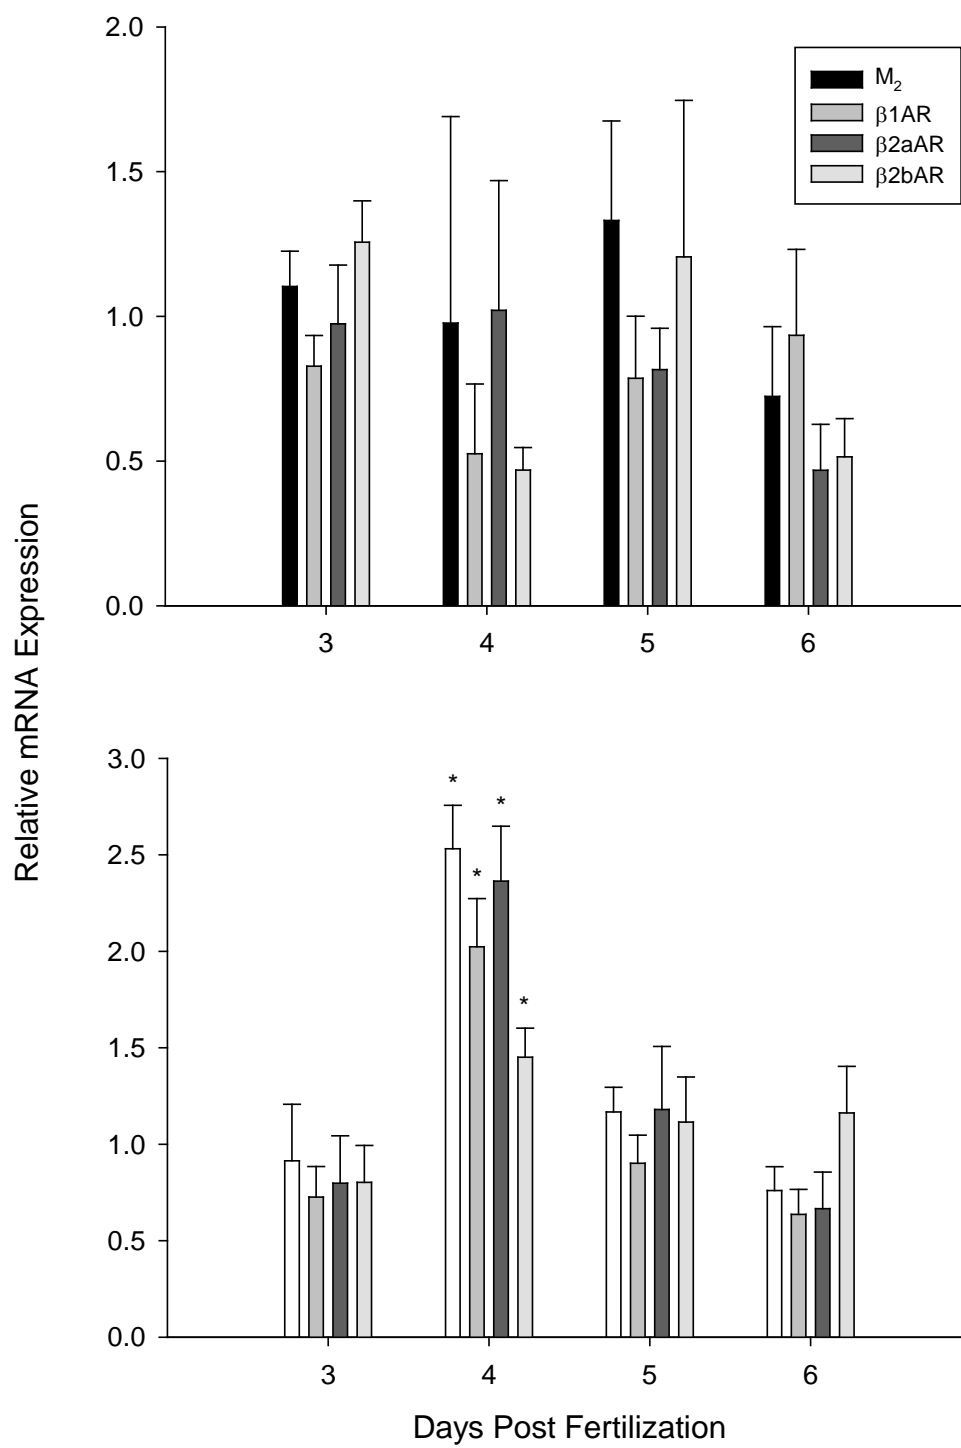 2.0
M2
β1AR
β2aAR
β2bAR
1.5
1.0
0.5
0.0
3 4 5 6
Relative mRNA Expression
3.0
* * * *
2.5
2.0
1.5
1.0
0.5
0.0
3 4 5 6
Days Post Fertilization